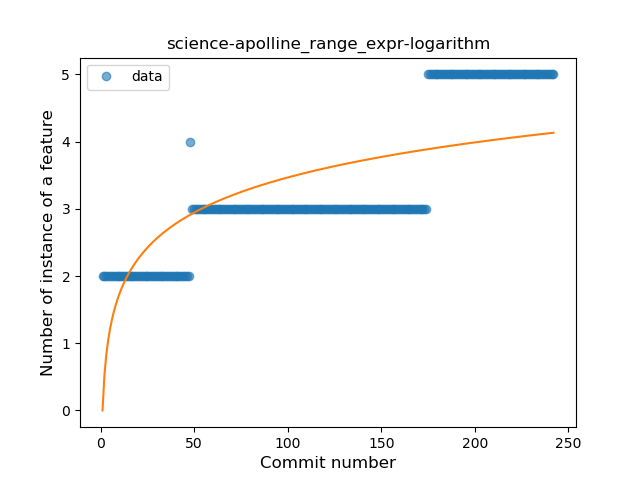 science-apolline_range_expr-logarithm
data
Number of instance of a feature
5
4
3
2
1
0
0 50 100 150 200 250
Commit number